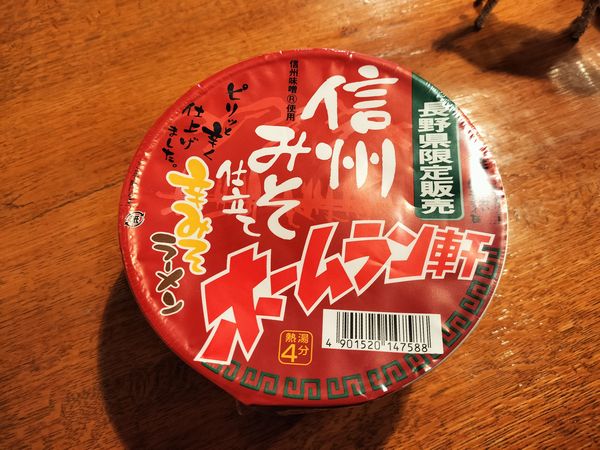 長野県限定販売
信州
みそ
仕立て
信州味噌®使用
ピリッと辛く
仕上げ
ました。
辛みそ
ラーメン
ホームラン軒
熱湯
4分
4 901520 147588